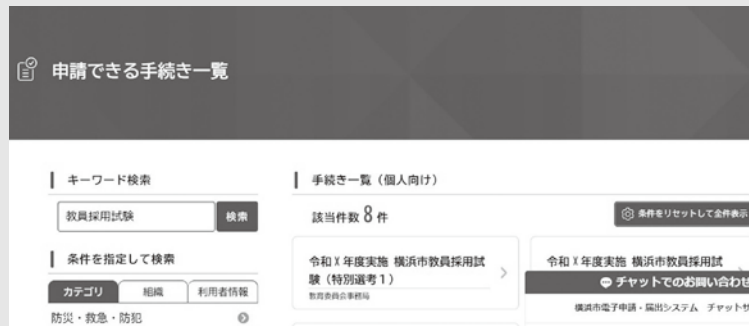 申請できる手続き一覧
キーワード検索
教員採用試験
検索
条件を指定して検索
カテゴリ
組織
利用者情報
防災・救急・防犯
手続き一覧（個人向け）
該当件数 8 件
条件をリセットして全件表示
令和X年度実施 横浜市教員採用試
験（特別選考1）
教育委員会事務局
令和X年度実施 横浜市教員採用試
チャットでのお問い合わせ
横浜市電子申請・届出システム チャットサ